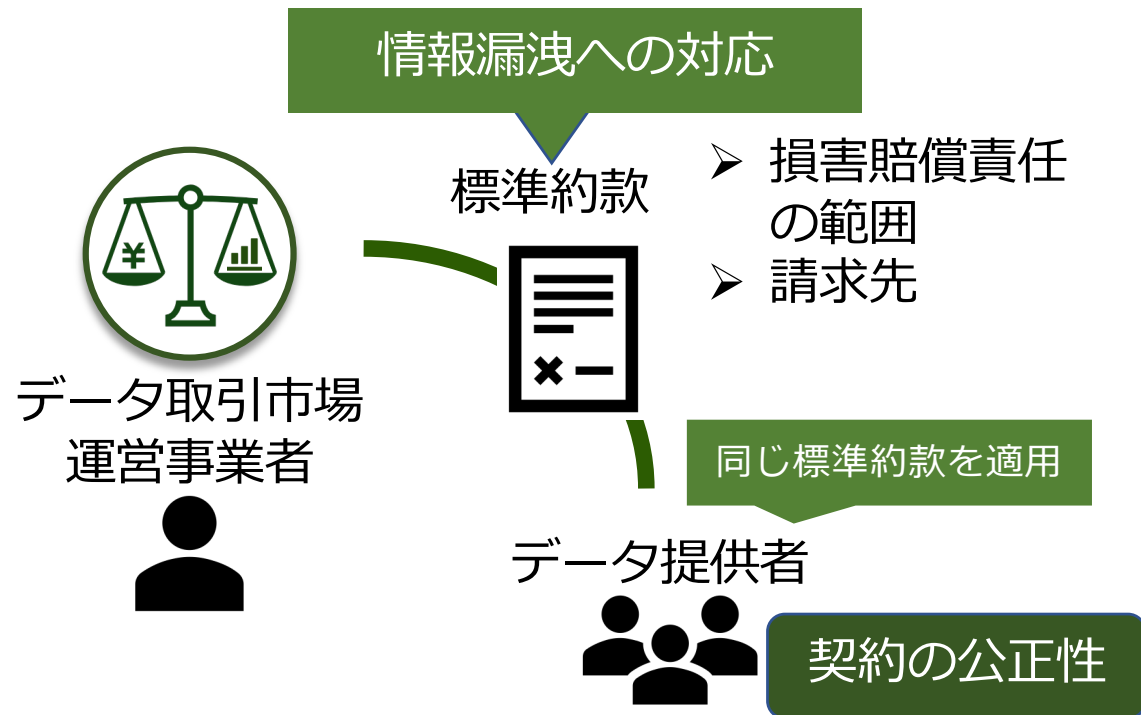 情報漏洩への対応
標準約款
➢ 損害賠償責任
の範囲
➢ 請求先
¥
データ取引市場
運営事業者
同じ標準約款を適用
データ提供者
契約の公正性